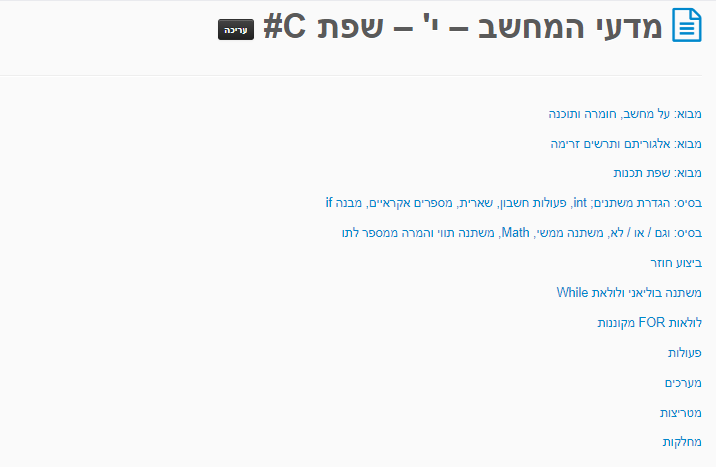 מדעי המחשב – י' – שפת C# עריכה
מבוא: על מחשב, חומרה ותוכנה
מבוא: אלגוריתם ותרשים זרימה
מבוא: שפת תכנות
בסיס: הגדרת משתנים; int, פעולות חשבון, שארית, מספרים אקראיים, מבנה if
בסיס: וגם / או / לא, משתנה ממשי, Math, משתנה תווי והמרה ממספר לתו
ביצוע חוזר
משתנה בוליאני ולולאת While
לולאות FOR מקוננות
פעולות
מערכים
מטריצות
מחלקות